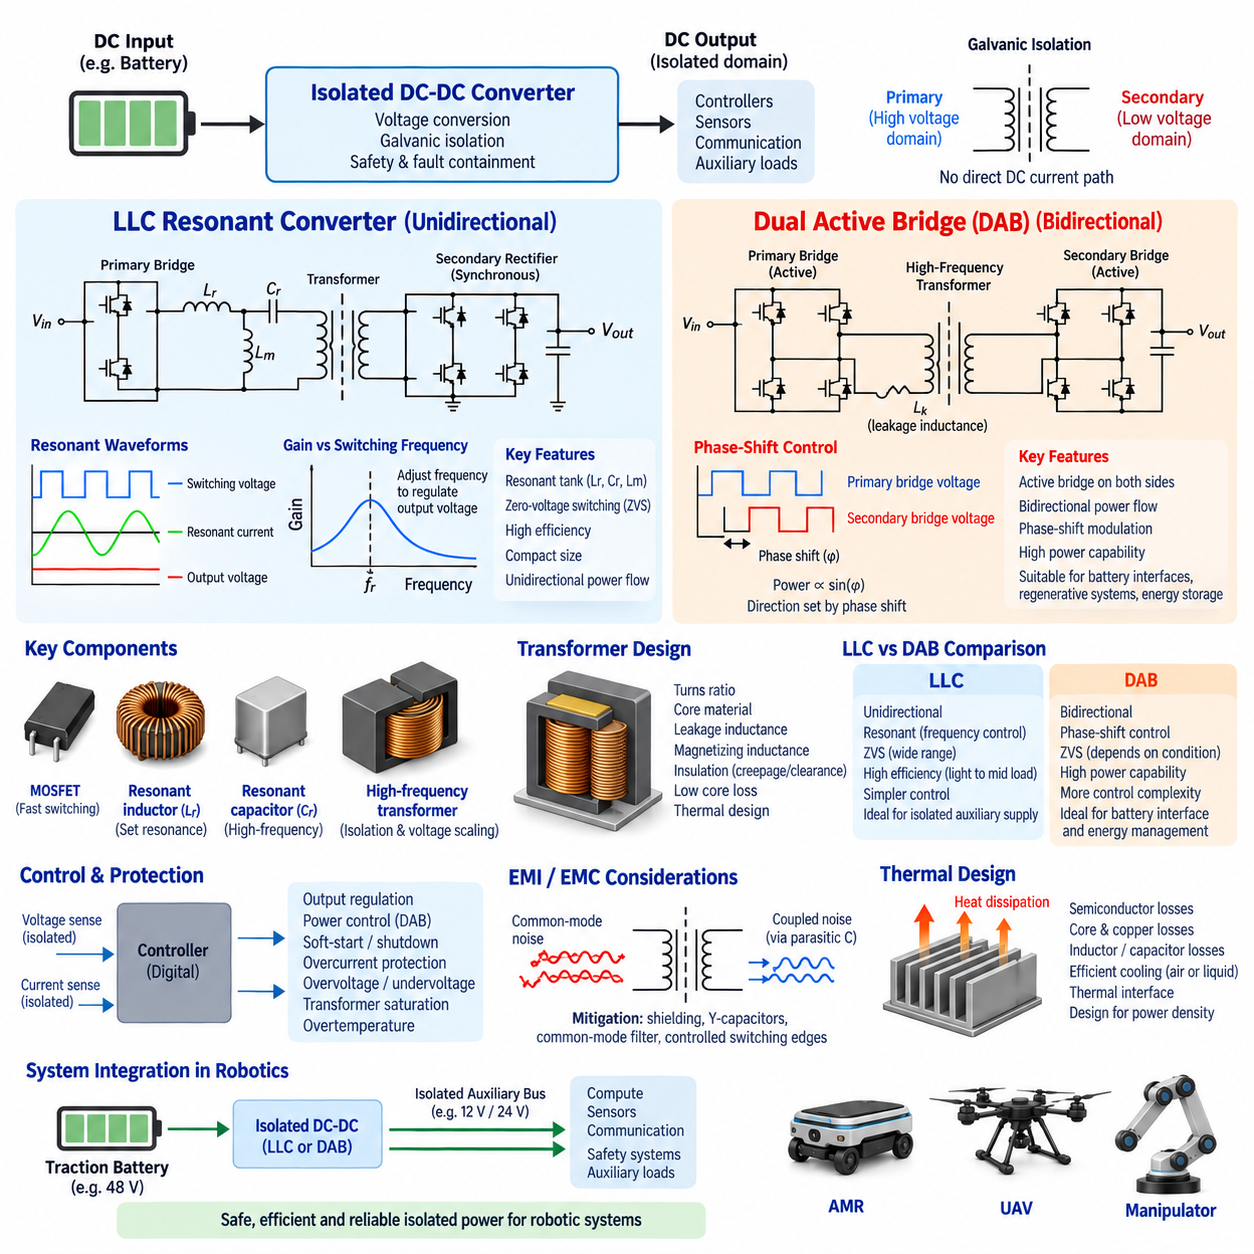 DC Input
(e.g. Battery)
Isolated DC-DC Converter
Voltage conversion
Galvanic isolation
Safety & fault containment
DC Output
(Isolated domain)
Controllers
Sensors
Communication
Auxiliary loads
Galvanic Isolation
Primary
(High voltage
domain)
Secondary
(Low voltage
domain)
No direct DC current path
LLC Resonant Converter (Unidirectional)
Primary Bridge
Transformer
Secondary Rectifier
(Synchronous)
Vin
Lr
Cr
Lm
Vout
Resonant Waveforms
Switching voltage
Resonant current
Output voltage
Gain vs Switching Frequency
Gain
Adjust frequency
to regulate
output voltage
fr
Frequency
Key Features
Resonant tank (Lr, Cr, Lm)
Zero-voltage switching (ZVS)
High efficiency
Compact size
Unidirectional power flow
Dual Active Bridge (DAB) (Bidirectional)
Primary Bridge
(Active)
High-Frequency
Transformer
Secondary Bridge
(Active)
Vin
Vout
Lk
(leakage inductance)
Phase-Shift Control
Primary bridge voltage
Secondary bridge voltage
Phase shift (φ)
Power ∝ sin(φ)
Direction set by phase shift
Key Features
Active bridge on both sides
Bidirectional power flow
Phase-shift modulation
High power capability
Suitable for battery interfaces,
regenerative systems, energy storage
Key Components
MOSFET
(Fast switching)
Resonant
inductor (Lr)
(Set resonance)
Resonant
capacitor (Cr)
(High-frequency)
High-frequency
transformer
(Isolation & voltage scaling)
Transformer Design
Turns ratio
Core material
Leakage inductance
Magnetizing inductance
Insulation (creepage/clearance)
Low core loss
Thermal design
LLC vs DAB Comparison
LLC
Unidirectional
Resonant (frequency control)
ZVS (wide range)
High efficiency (light to mid load)
Simpler control
Ideal for isolated auxiliary supply
DAB
Bidirectional
Phase-shift control
ZVS (depends on condition)
High power capability
More control complexity
Ideal for battery interface
and energy management
Control & Protection
Voltage sense
(isolated)
Current sense
(isolated)
Controller
(Digital)
Output regulation
Power control (DAB)
Soft-start / shutdown
Overcurrent protection
Overvoltage / undervoltage
Transformer saturation
Overtemperature
EMI / EMC Considerations
Common-mode
noise
Coupled noise
(via parasitic C)
Mitigation: shielding, Y-capacitors,
common-mode filter, controlled switching edges
Thermal Design
Heat dissipation
Semiconductor losses
Core & copper losses
Inductor / capacitor losses
Efficient cooling (air or liquid)
Thermal interface
Design for power density
System Integration in Robotics
Traction Battery
(e.g. 48 V)
Isolated DC-DC
(LLC or DAB)
Isolated Auxiliary Bus
(e.g. 12 V / 24 V)
Compute
Sensors
Communication
Safety systems
Auxiliary loads
AMR
UAV
Manipulator
Safe, efficient and reliable isolated power for robotic systems